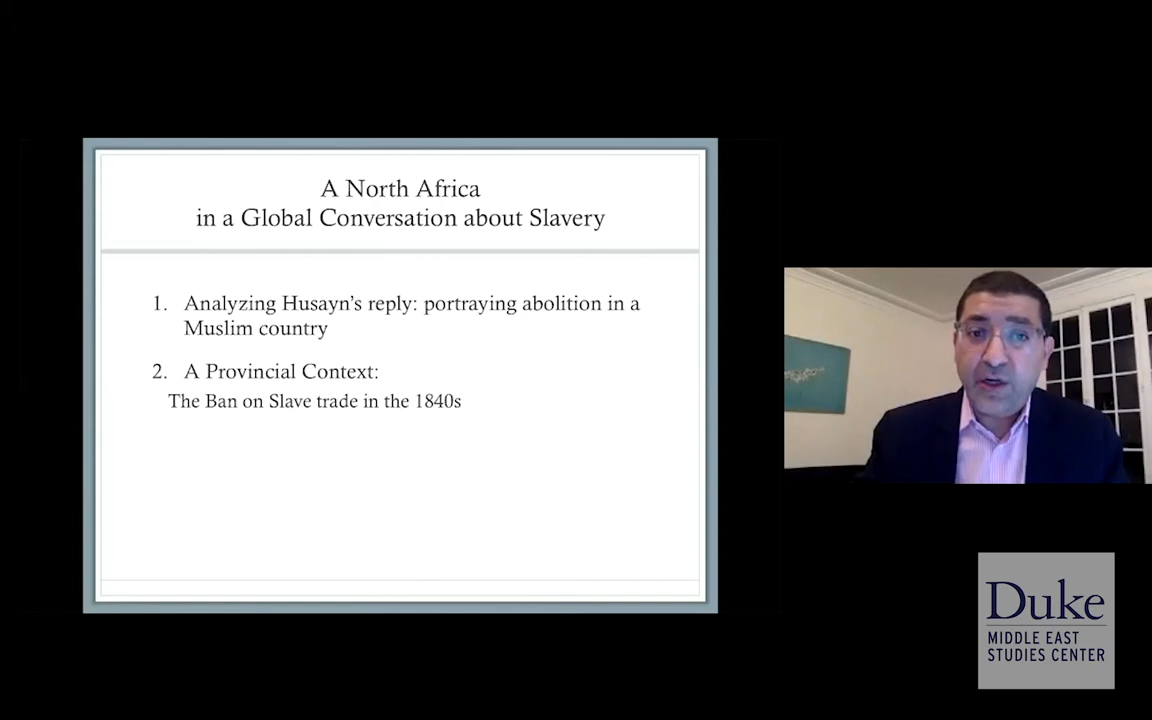 A North Africa
in a Global Conversation about Slavery
1. Analyzing Husayn's reply: portraying abolition in a
Muslim country
2. A Provincial Context:
The Ban on Slave trade in the 1840s
Duke
MIDDLE EAST
STUDIES CENTER